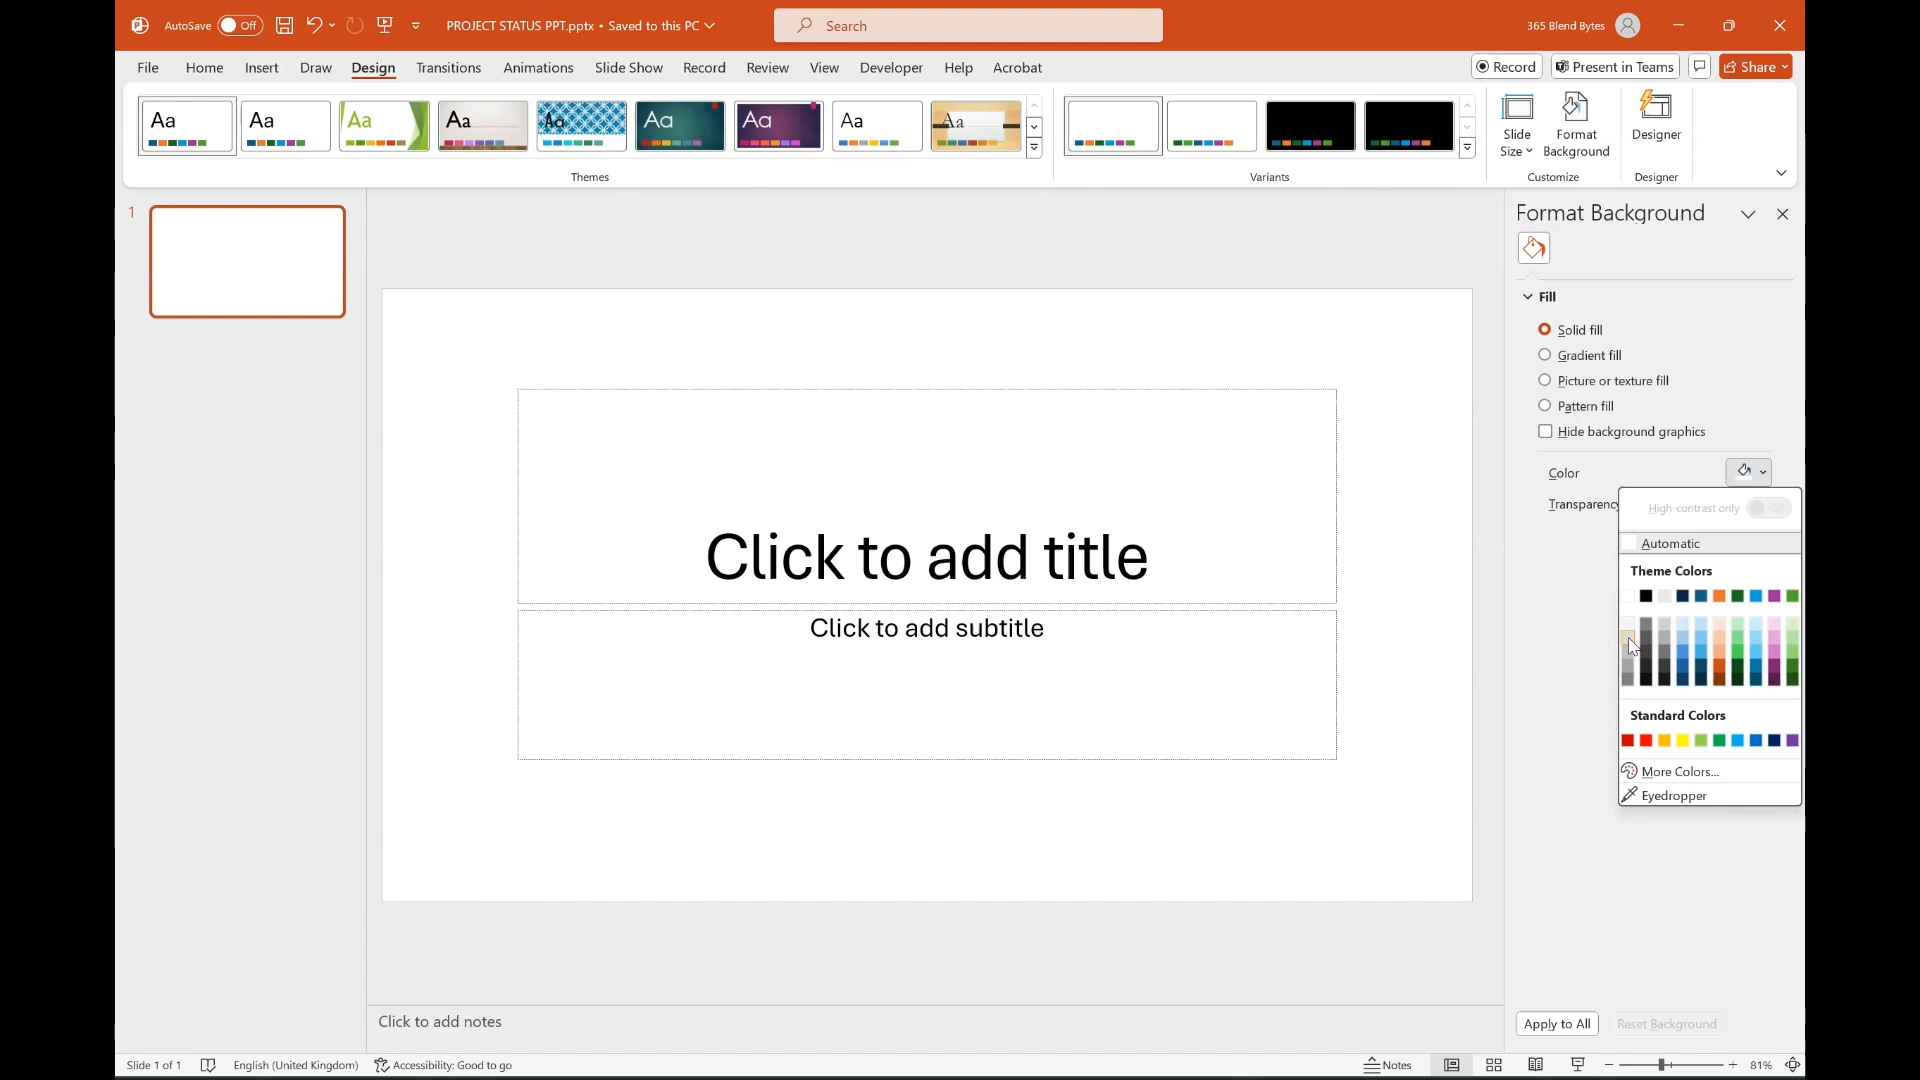 AutoSave Off PROJECT STATUS PPT.pptx • Saved to this PC Search 365 Blend Bytes
File Home Insert Draw Design Transitions Animations Slide Show Record Review View Developer Help Acrobat Record Present in Teams Share
Aa Aa Aa Aa Aa Aa Aa Aa Aa
Slide Size
Format Background
Designer
Themes Variants Customize Designer
1
Format Background
Fill
Solid fill
Gradient fill
Picture or texture fill
Pattern fill
Hide background graphics
Color
Transparency
High-contrast only Off
Automatic
Theme Colors
Standard Colors
More Colors...
Eyedropper
Click to add title
Click to add subtitle
Click to add notes
Apply to All Reset Background
Slide 1 of 1 English (United Kingdom) Accessibility: Good to go Notes 81%